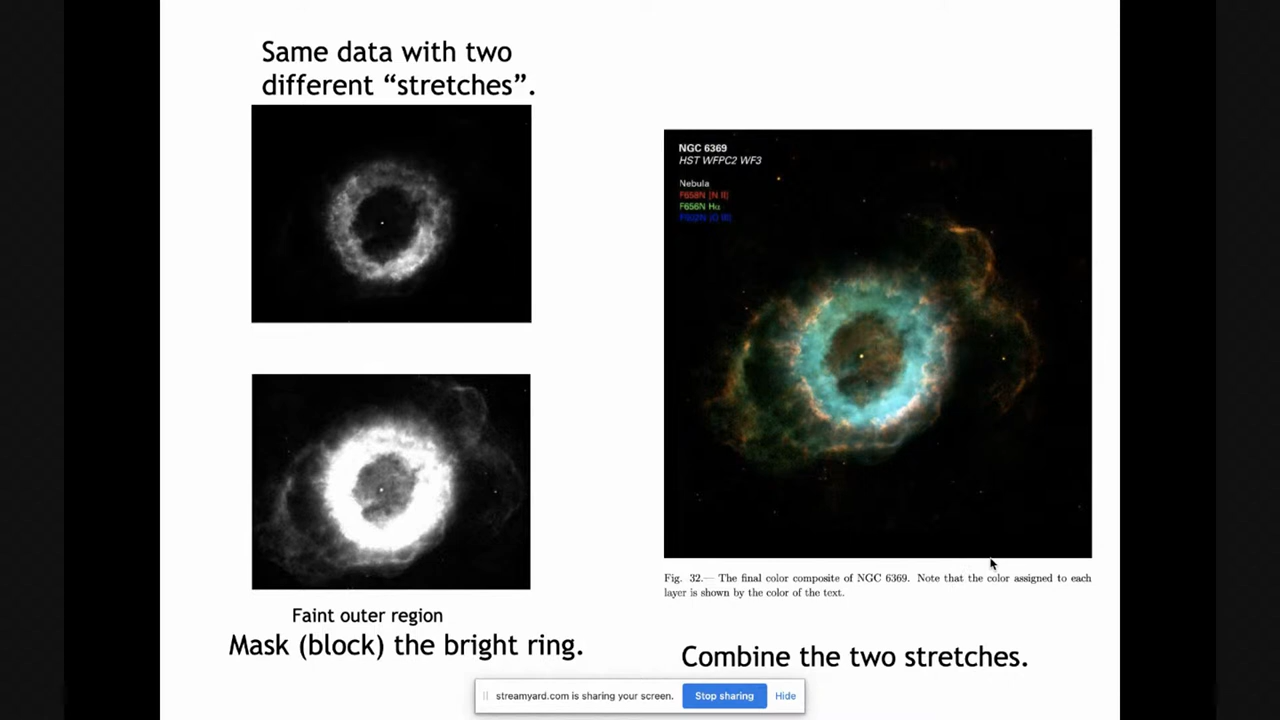 Same data with two
different “stretches”.
Faint outer region
Mask (block) the bright ring.
NGC 6369
HST WFPC2 WF3
Nebula
F658N [N II]
F656N Hα
[O III]
Fig. 32.— The final color composite of NGC 6369. Note that the color assigned to each
layer is shown by the color of the text.
Combine the two stretches.
streamyard.com is sharing your screen.
Stop sharing
Hide